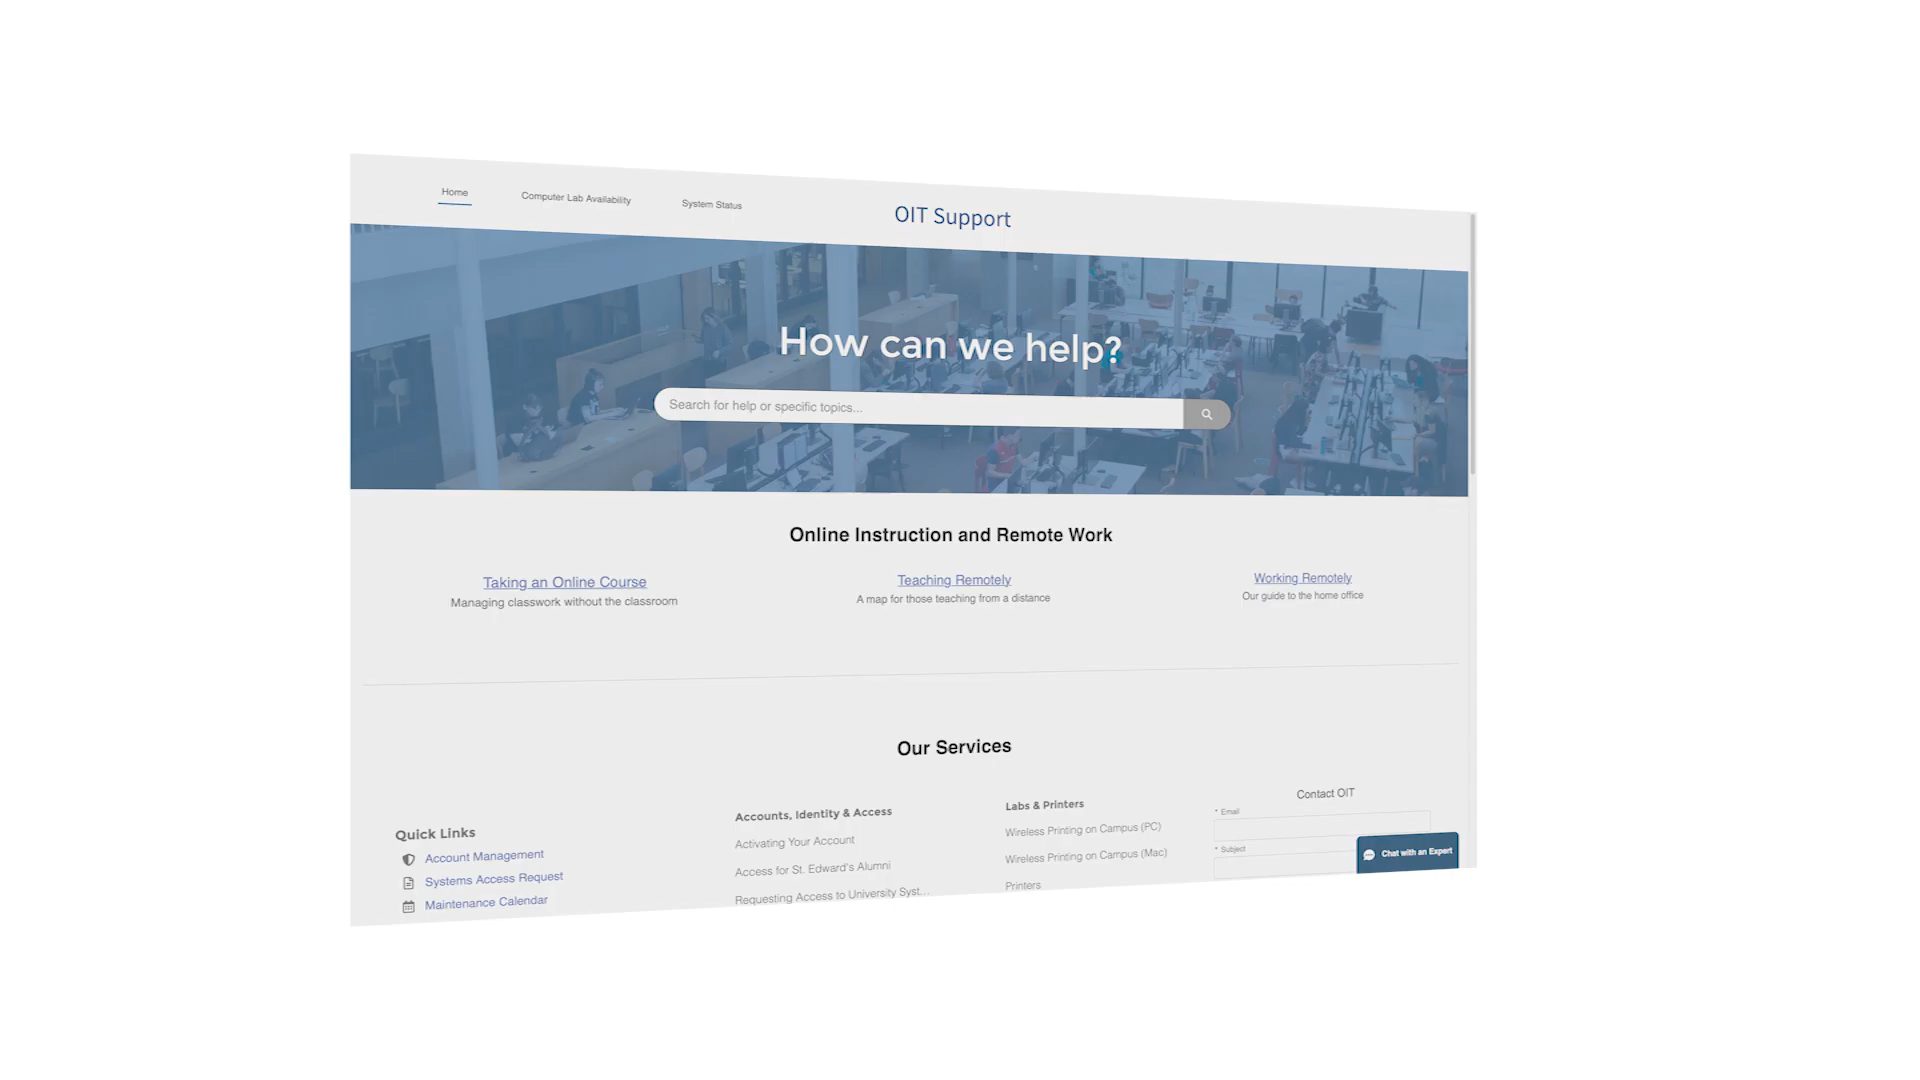 Home
Computer Lab Availability
System Status
OIT Support
How can we help?
Search for help or specific topics...
Online Instruction and Remote Work
Taking an Online Course
Managing classwork without the classroom
Teaching Remotely
A map for those teaching from a distance
Working Remotely
Our guide to the home office
Our Services
Quick Links
Account Management
Systems Access Request
Maintenance Calendar
Accounts, Identity & Access
Activating Your Account
Access for St. Edward's Alumni
Requesting Access to University Syst...
Labs & Printers
Wireless Printing on Campus (PC)
Wireless Printing on Campus (Mac)
Printers
Contact OIT
* Email
* Subject
Chat with an Expert